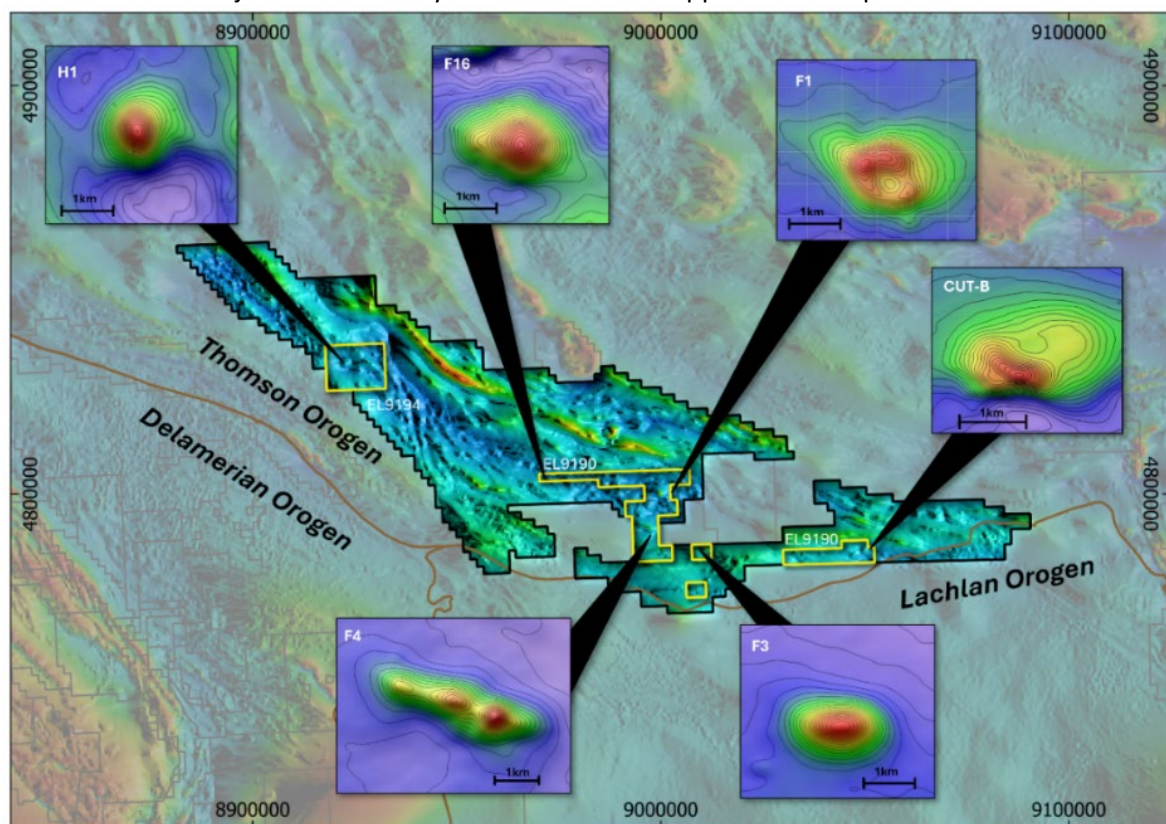 8900000
9000000
9100000
4900000
4900000
H1
1km
F16
1km
F1
1km
CUT-B
1km
Thomson Orogen
EL9194
Delamerian Orogen
EL9190
4800000
4800000
EL9190
Lachlan Orogen
F4
1km
F3
1km
8900000
9000000
9100000